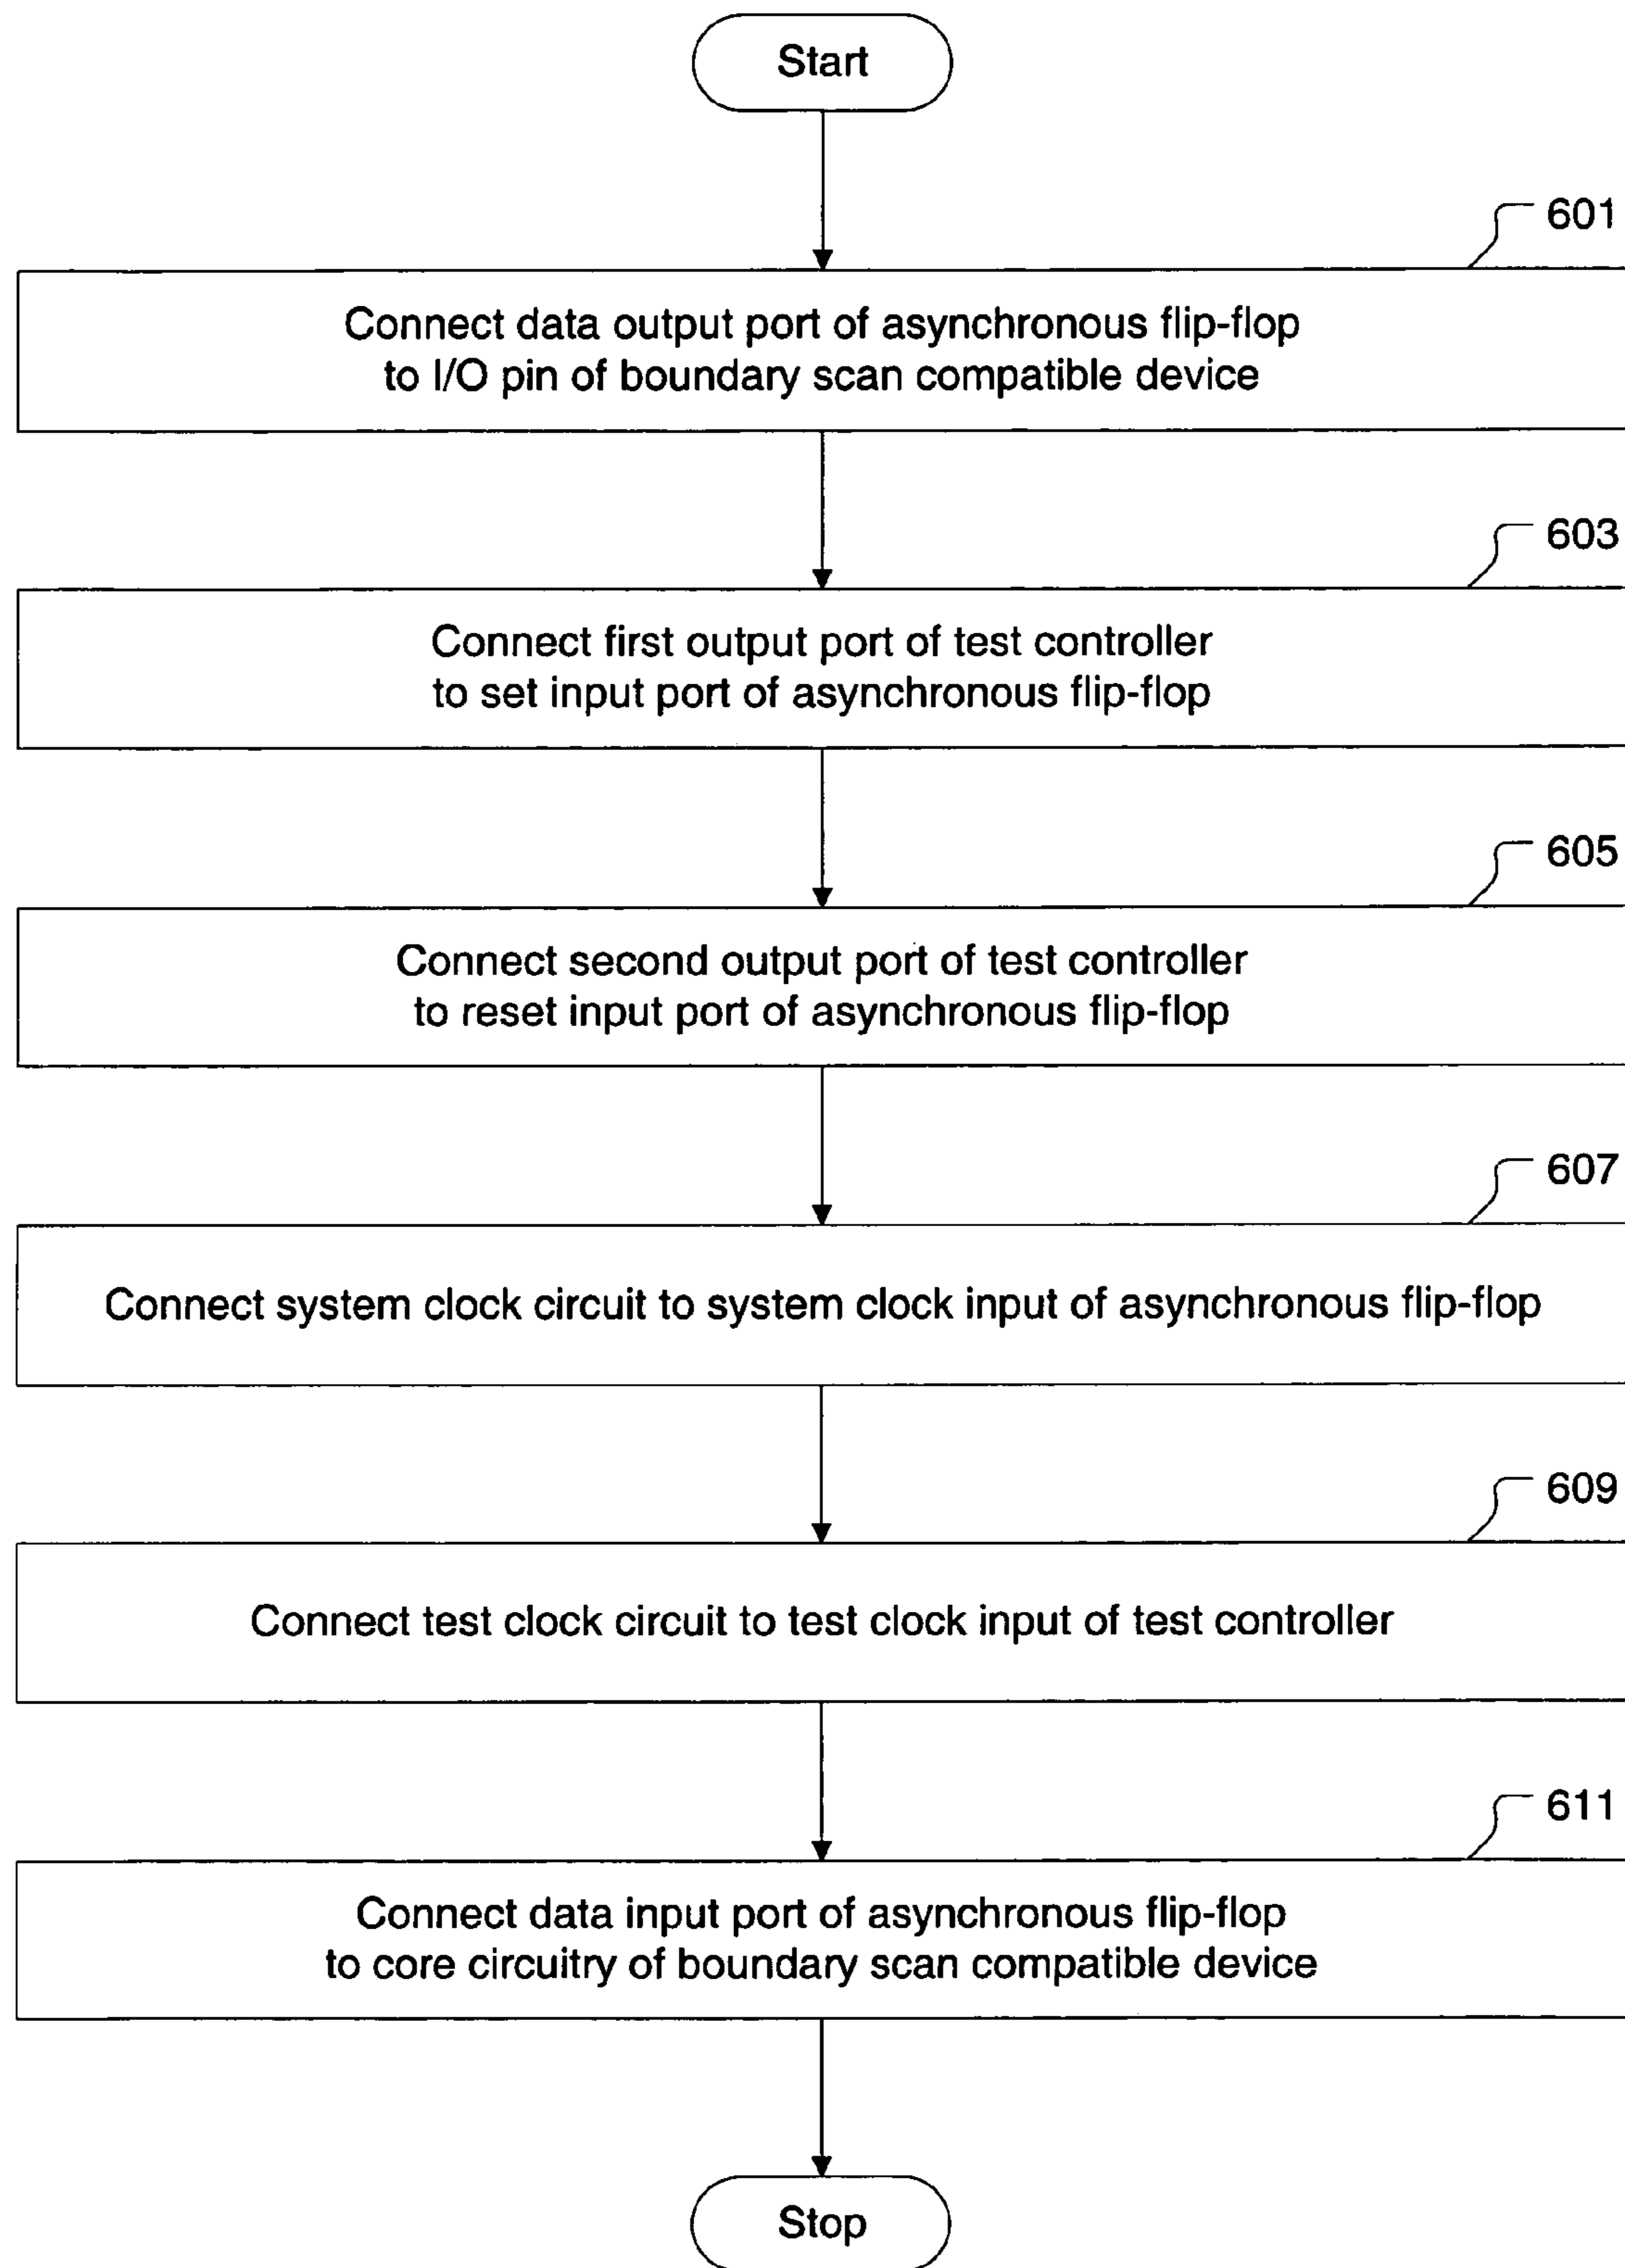 Start
601
Connect data output port of asynchronous flip-flop
to I/O pin of boundary scan compatible device
603
Connect first output port of test controller
to set input port of asynchronous flip-flop
605
Connect second output port of test controller
to reset input port of asynchronous flip-flop
607
Connect system clock circuit to system clock input of asynchronous flip-flop
609
Connect test clock circuit to test clock input of test controller
611
Connect data input port of asynchronous flip-flop
to core circuitry of boundary scan compatible device
Stop